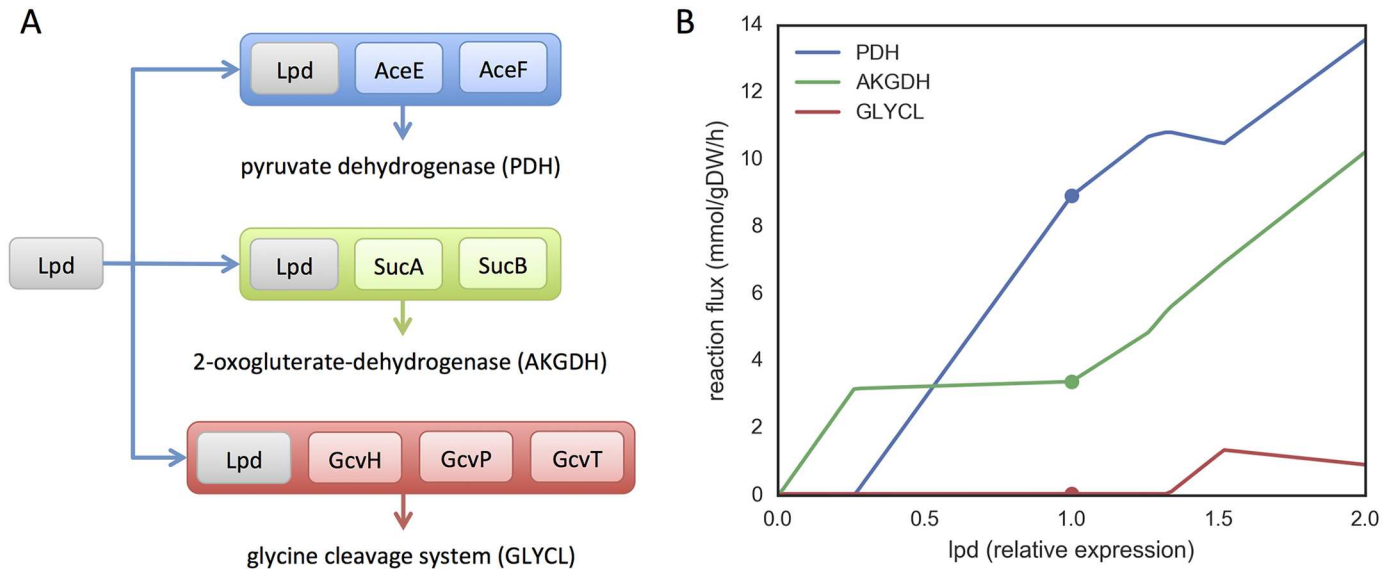 A
Lpd AceE AceF
pyruvate dehydrogenase (PDH)
Lpd
Lpd SucA SucB
2-oxogluterate-dehydrogenase (AKGDH)
Lpd GcvH GcvP GcvT
glycine cleavage system (GLYCL)
B
PDH
AKGDH
GLYCL
reaction flux (mmol/gDW/h)
14
12
10
8
6
4
2
0
0.0 0.5 1.0 1.5 2.0
lpd (relative expression)